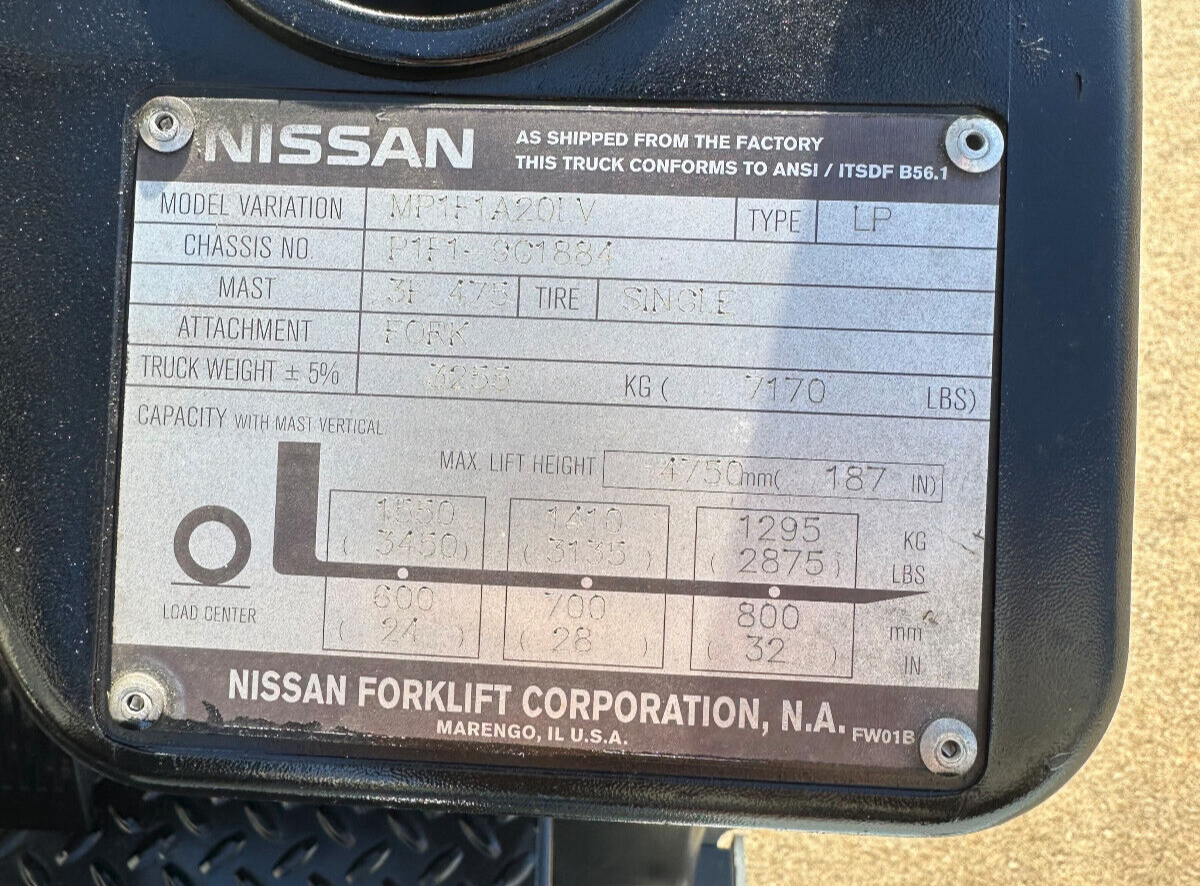 NISSAN
AS SHIPPED FROM THE FACTORY
THIS TRUCK CONFORMS TO ANSI / ITSDF B56.1
MODEL VARIATION MP1F1A20LV TYPE LP
CHASSIS NO. P1F1- 9G1884
MAST 3F 475 TIRE SINGLE
ATTACHMENT FORK
TRUCK WEIGHT ± 5% 3255 KG ( 7170 LBS)
CAPACITY WITH MAST VERTICAL
MAX. LIFT HEIGHT 4750mm( 187 IN)
1550 1410 1295 KG
( 3450) ( 3135 ) ( 2875 ) LBS
LOAD CENTER
600 700 800 mm
( 24 ) ( 28 ) ( 32 ) IN
NISSAN FORKLIFT CORPORATION, N.A.
MARENGO, IL U.S.A.
FW01B